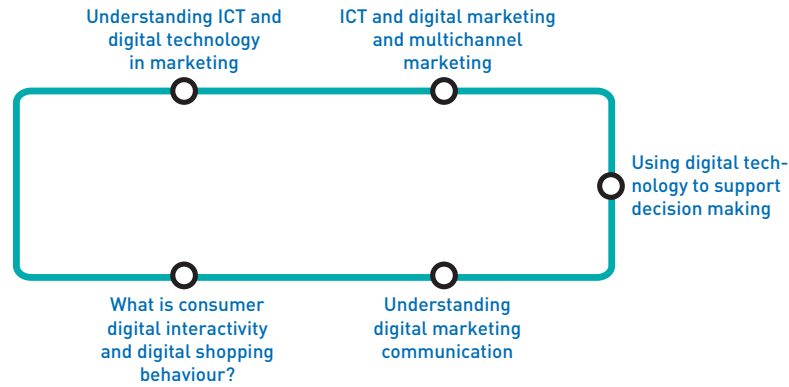 Understanding ICT and
digital technology
in marketing
ICT and digital marketing
and multichannel
marketing
Using digital tech-
nology to support
decision making
What is consumer
digital interactivity
and digital shopping
behaviour?
Understanding
digital marketing
communication